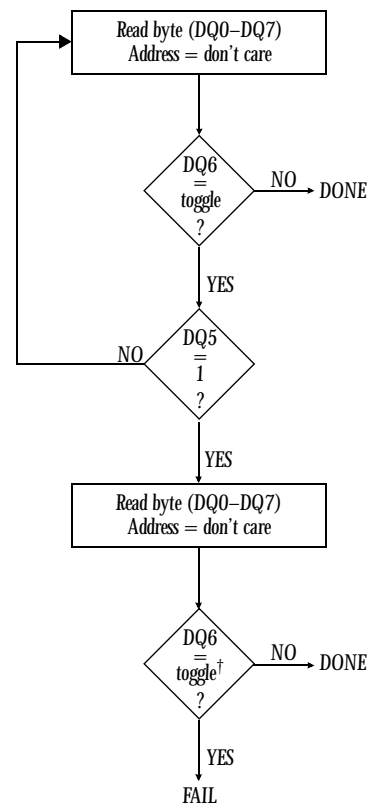 Read byte (DQ0–DQ7)
Address = don't care
DQ6
=
toggle
?
NO
DONE
YES
DQ5
=
1
?
NO
YES
Read byte (DQ0–DQ7)
Address = don't care
DQ6
=
toggle†
?
NO
DONE
YES
FAIL